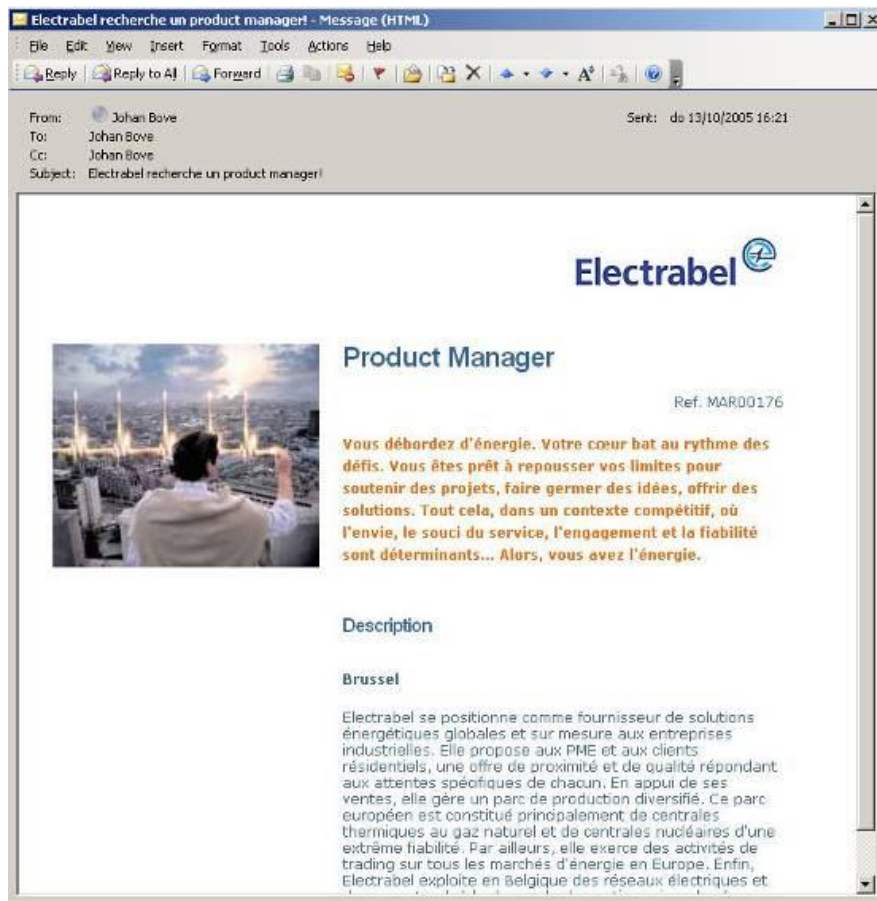 Electrabel recherche un product manager! - Message (HTML)
File Edit View Insert Format Tools Actions Help
Reply Reply to All Forward
From: Johan Bove Sent: do 13/10/2005 16:21
To: Johan Bove
Cc: Johan Bove
Subject: Electrabel recherche un product manager!
Electrabel
Product Manager
Ref. MAR00176
Vous débordez d'énergie. Votre cœur bat au rythme des
défis. Vous êtes prêt à repousser vos limites pour
soutenir des projets, faire germer des idées, offrir des
solutions. Tout cela, dans un contexte compétitif, où
l'envie, le souci du service, l'engagement et la fiabilité
sont déterminants... Alors, vous avez l'énergie.
Description
Brussel
Electrabel se positionne comme fournisseur de solutions
énergétiques globales et sur mesure aux entreprises
industrielles. Elle propose aux PME et aux clients
résidentiels, une offre de proximité et de qualité répondant
aux attentes spécifiques de chacun. En appui de ses
ventes, elle gère un parc de production diversifié. Ce parc
européen est constitué principalement de centrales
thermiques au gaz naturel et de centrales nucléaires d'une
extrême fiabilité. Par ailleurs, elle exerce des activités de
trading sur tous les marchés d'énergie en Europe. Enfin,
Electrabel exploite en Belgique des réseaux électriques et